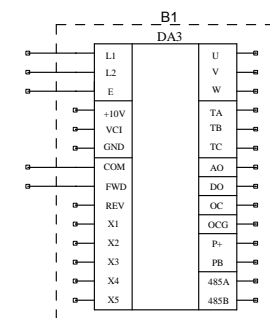 B1
DA3
L1 U
L2 V
E W
+10V TA
VCI TB
GND TC
COM AO
FWD DO
REV OC
X1 OCG
X2 P+
X3 PB
X4 485A
X5 485B